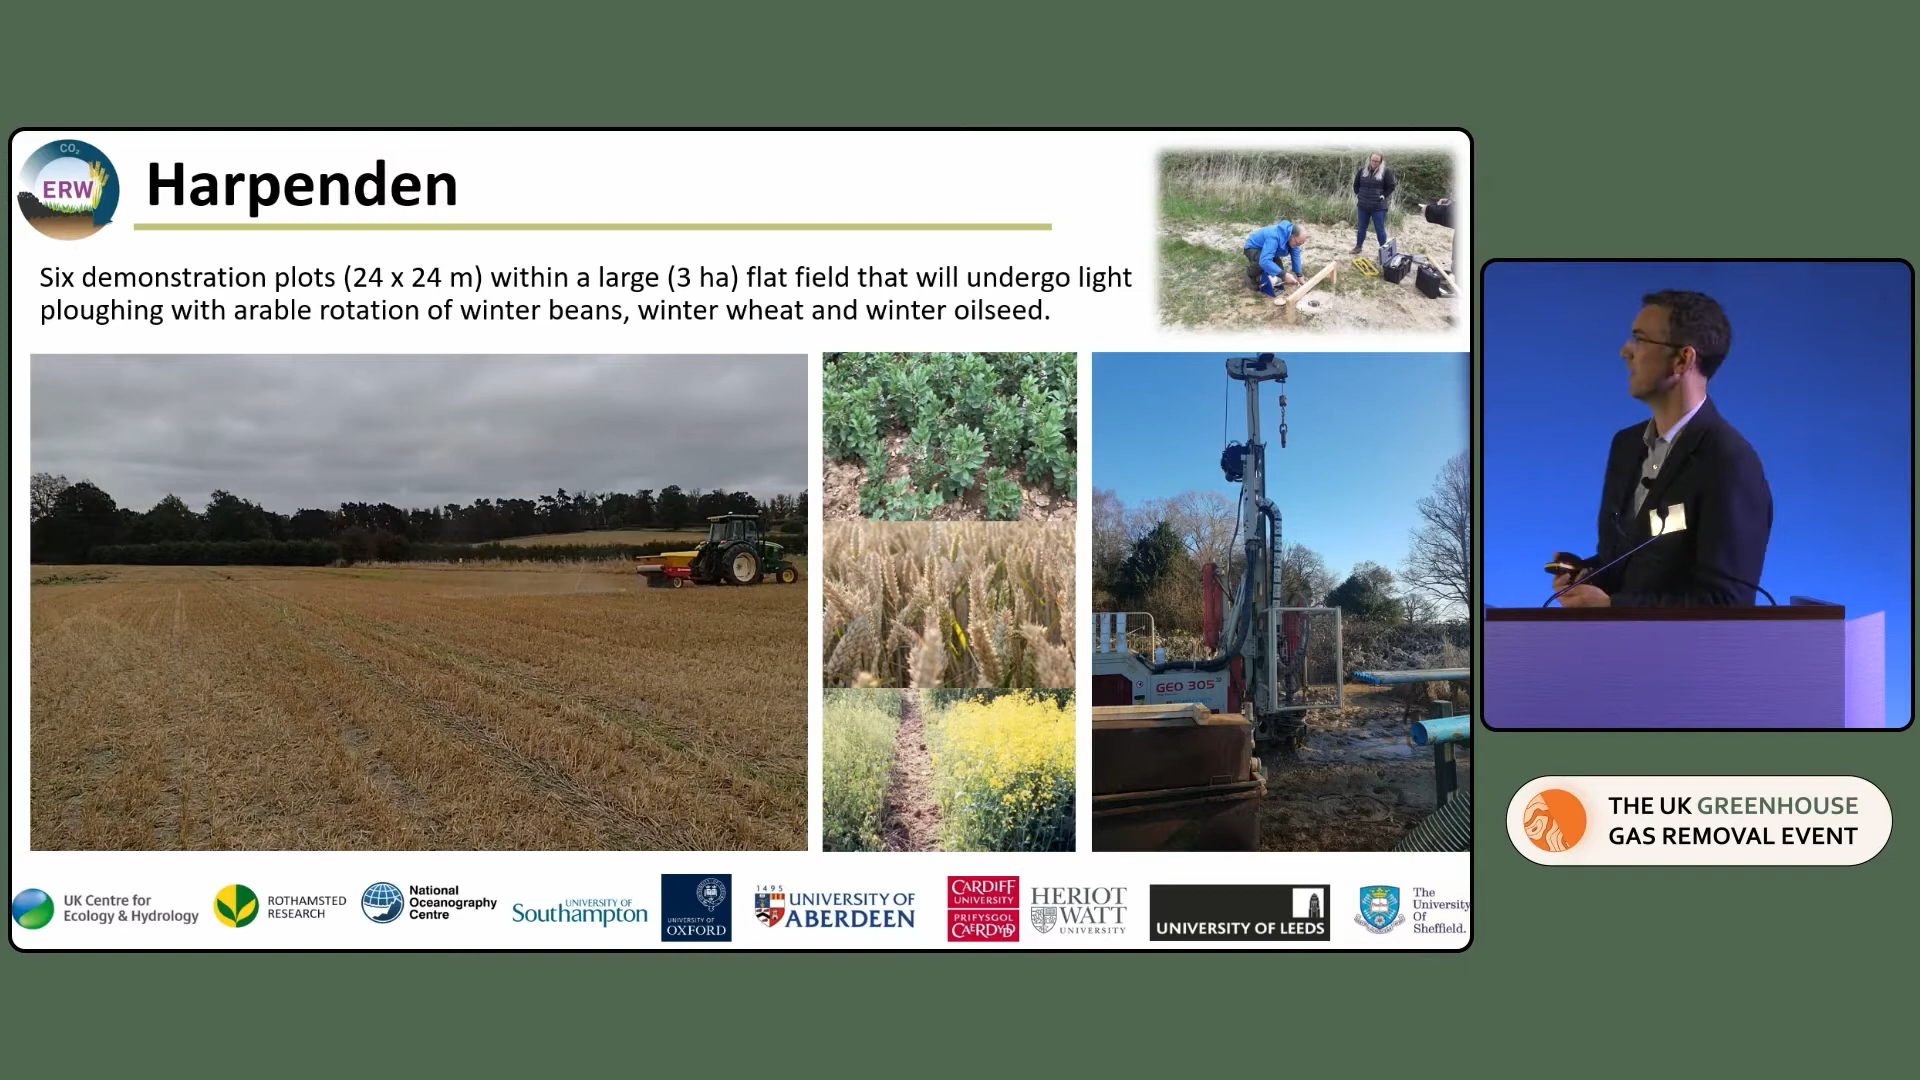 CO₂
ERW
Harpenden
Six demonstration plots (24 x 24 m) within a large (3 ha) flat field that will undergo light
ploughing with arable rotation of winter beans, winter wheat and winter oilseed.
GEO 305
UK Centre for
Ecology & Hydrology
ROTHAMSTED
RESEARCH
National
Oceanography
Centre
UNIVERSITY OF
Southampton
UNIVERSITY OF
OXFORD
1495
UNIVERSITY OF
ABERDEEN
CARDIFF
UNIVERSITY
PRIFYSGOL
CAERDYDD
HERIOT
WATT
UNIVERSITY
UNIVERSITY OF LEEDS
The
University
Of
Sheffield.
THE UK GREENHOUSE
GAS REMOVAL EVENT